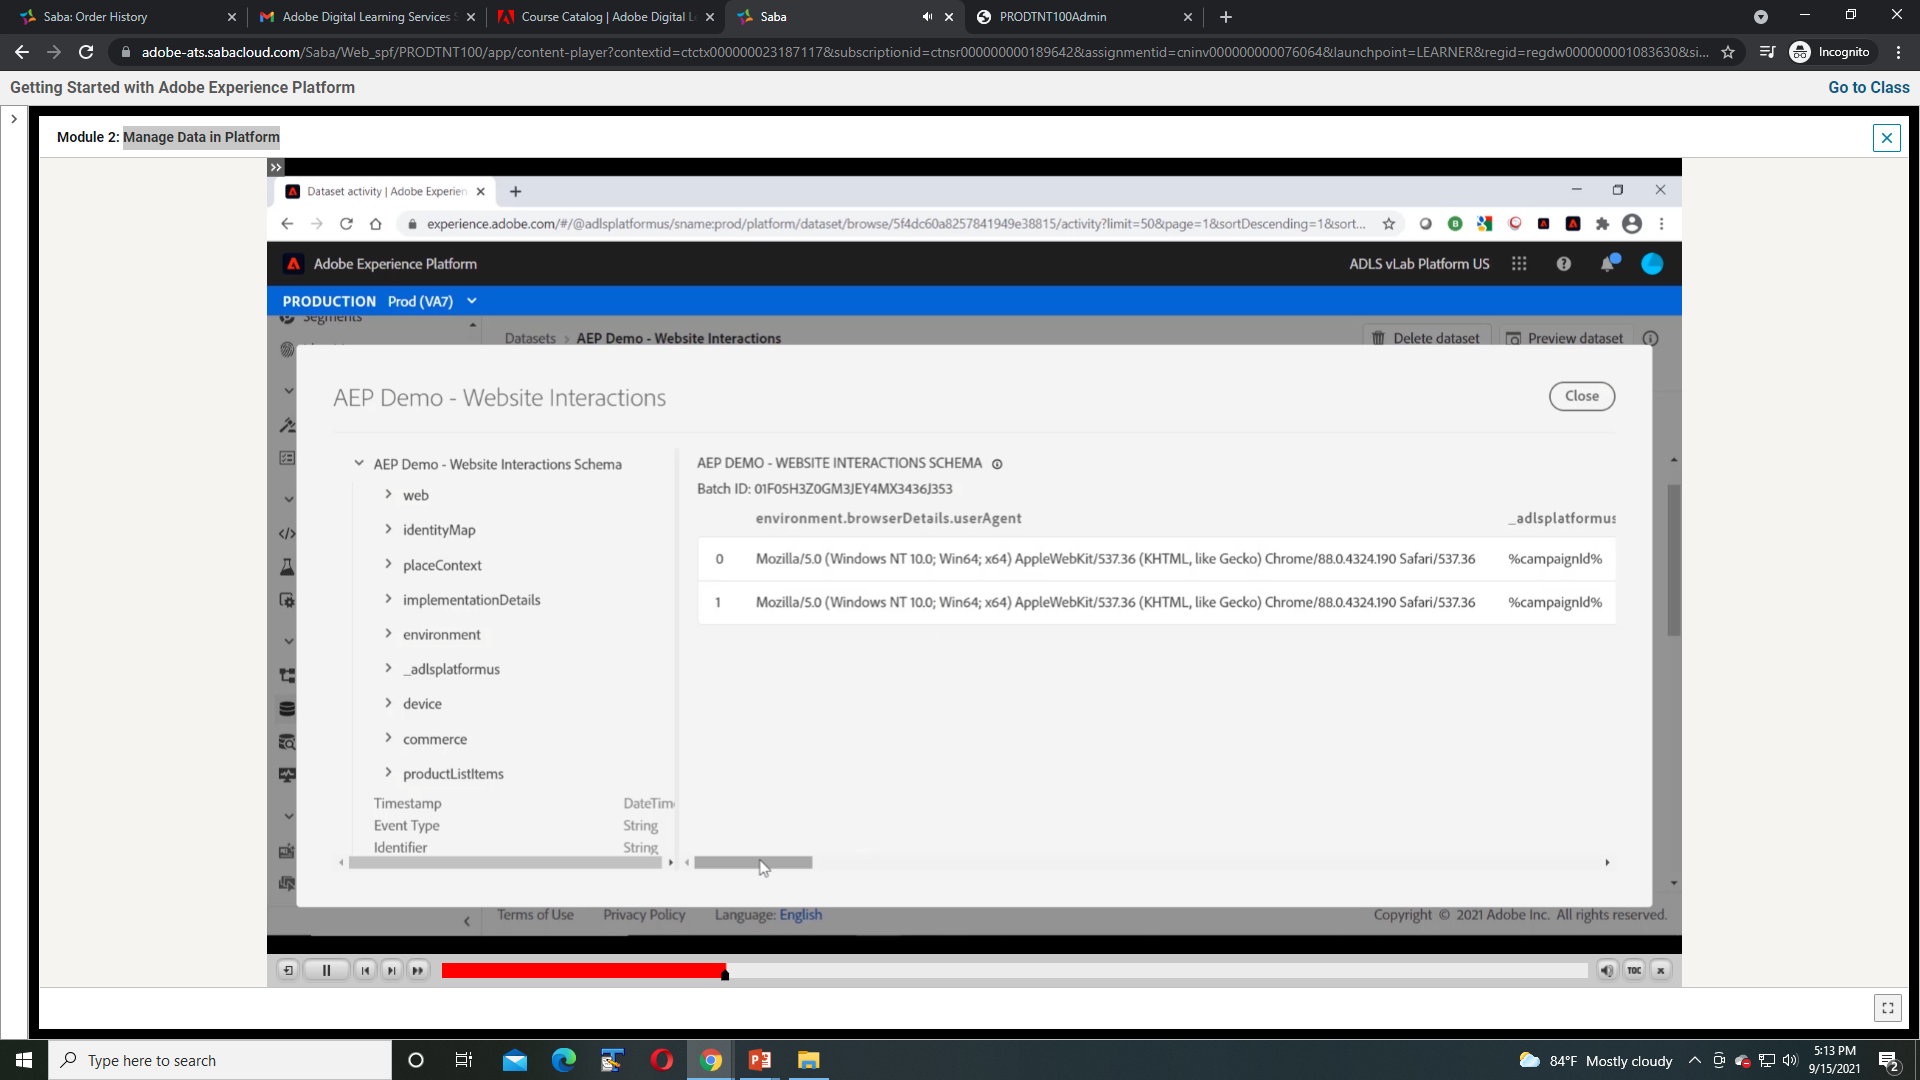 Saba: Order History
Adobe Digital Learning Services S
Course Catalog | Adobe Digital L
Saba
PRODTNT100Admin
adobe-ats.sabacloud.com/Saba/Web_spf/PRODTNT100/app/content-player?contextid=ctctx000000023187117&subscriptionid=ctnsr000000000189642&assignmentid=cninv000000000076064&launchpoint=LEARNER&regid=regdw000000001083630&si...
Incognito
Getting Started with Adobe Experience Platform
Go to Class
Module 2: Manage Data in Platform
Dataset activity | Adobe Experien
experience.adobe.com/#/@adlsplatformus/sname:prod/platform/dataset/browse/5f4dc60a8257841949e38815/activity?limit=50&page=1&sortDescending=1&sort...
Adobe Experience Platform
ADLS vLab Platform US
PRODUCTION Prod (VA7)
Segments
Datasets > AEP Demo - Website Interactions
Delete dataset
Preview dataset
AEP Demo - Website Interactions
Close
AEP Demo - Website Interactions Schema
web
identityMap
placeContext
implementationDetails
environment
_adlsplatformus
device
commerce
productListItems
Timestamp DateTim
Event Type String
Identifier String
AEP DEMO - WEBSITE INTERACTIONS SCHEMA
Batch ID: 01F05H3Z0GM3JEY4MX3436J353
environment.browserDetails.userAgent _adlsplatformus
0 Mozilla/5.0 (Windows NT 10.0; Win64; x64) AppleWebKit/537.36 (KHTML, like Gecko) Chrome/88.0.4324.190 Safari/537.36 %campaignId%
1 Mozilla/5.0 (Windows NT 10.0; Win64; x64) AppleWebKit/537.36 (KHTML, like Gecko) Chrome/88.0.4324.190 Safari/537.36 %campaignId%
Terms of Use Privacy Policy Language: English
Copyright © 2021 Adobe Inc. All rights reserved.
TOC
Type here to search
84°F Mostly cloudy
5:13 PM
9/15/2021
2